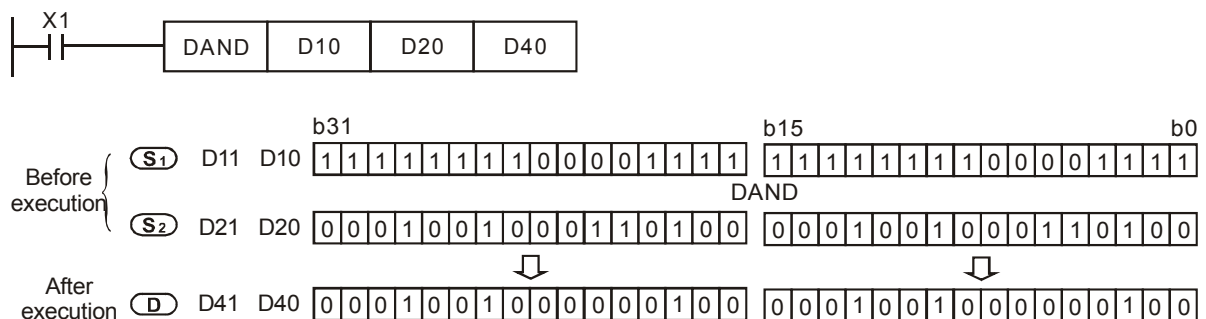 X1
DAND D10 D20 D40
b31 b15 b0
Before execution
S1 D11 D10 1 1 1 1 1 1 1 1 0 0 0 0 1 1 1 1 1 1 1 1 1 1 1 1 0 0 0 0 1 1 1 1
DAND
S2 D21 D20 0 0 0 1 0 0 1 0 0 0 1 1 0 1 0 0 0 0 0 1 0 0 1 0 0 0 1 1 0 1 0 0
After execution
D D41 D40 0 0 0 1 0 0 1 0 0 0 0 0 0 1 0 0 0 0 0 1 0 0 1 0 0 0 0 0 0 1 0 0